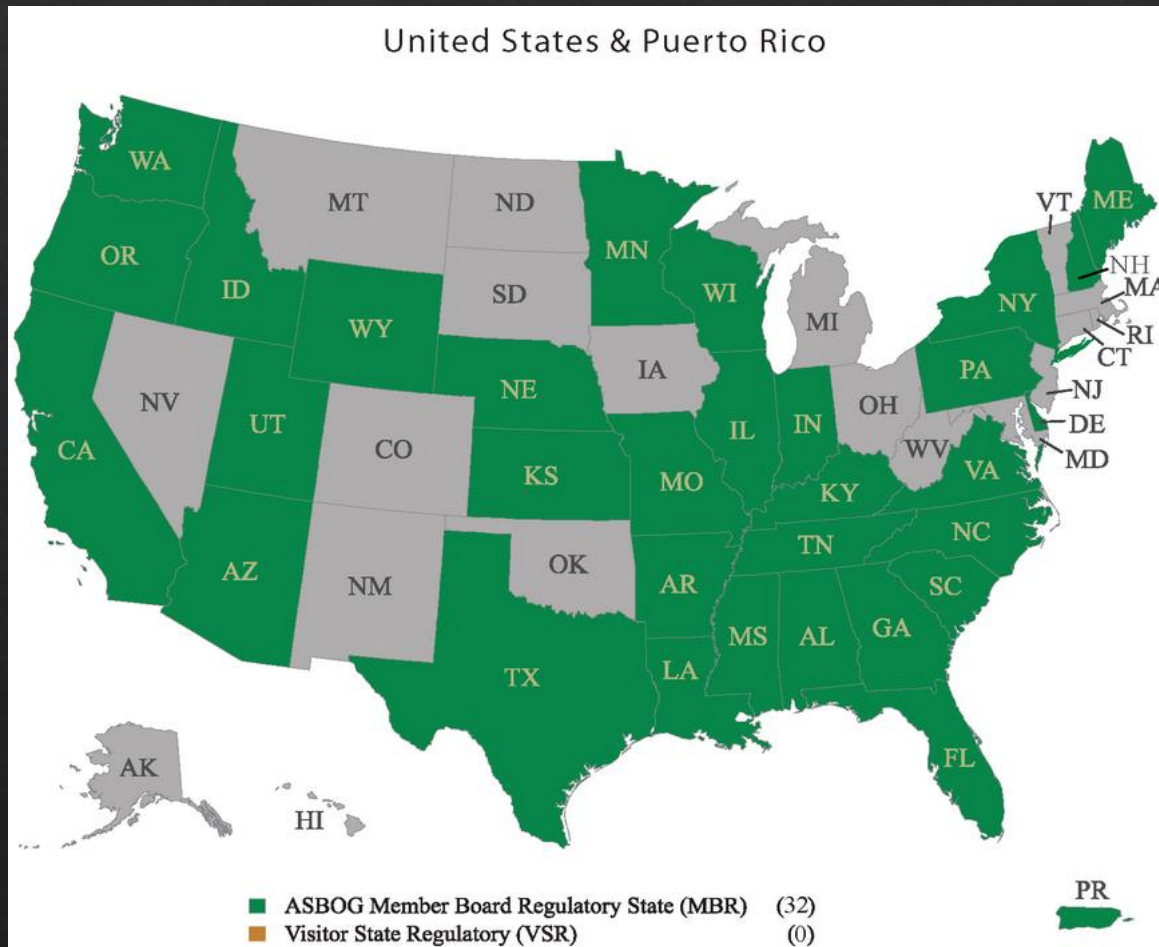 United States & Puerto Rico
WA
MT
ND
MN
VT
ME
OR
ID
SD
WI
NH
NY
MA
WY
MI
RI
CT
IA
PA
NE
NV
OH
NJ
UT
IL
IN
DE
CA
CO
WV
MD
VA
KS
MO
KY
NC
TN
OK
AZ
AR
NM
SC
MS
AL
GA
LA
TX
FL
AK
HI
PR
ASBOG Member Board Regulatory State (MBR) (32)
Visitor State Regulatory (VSR) (0)